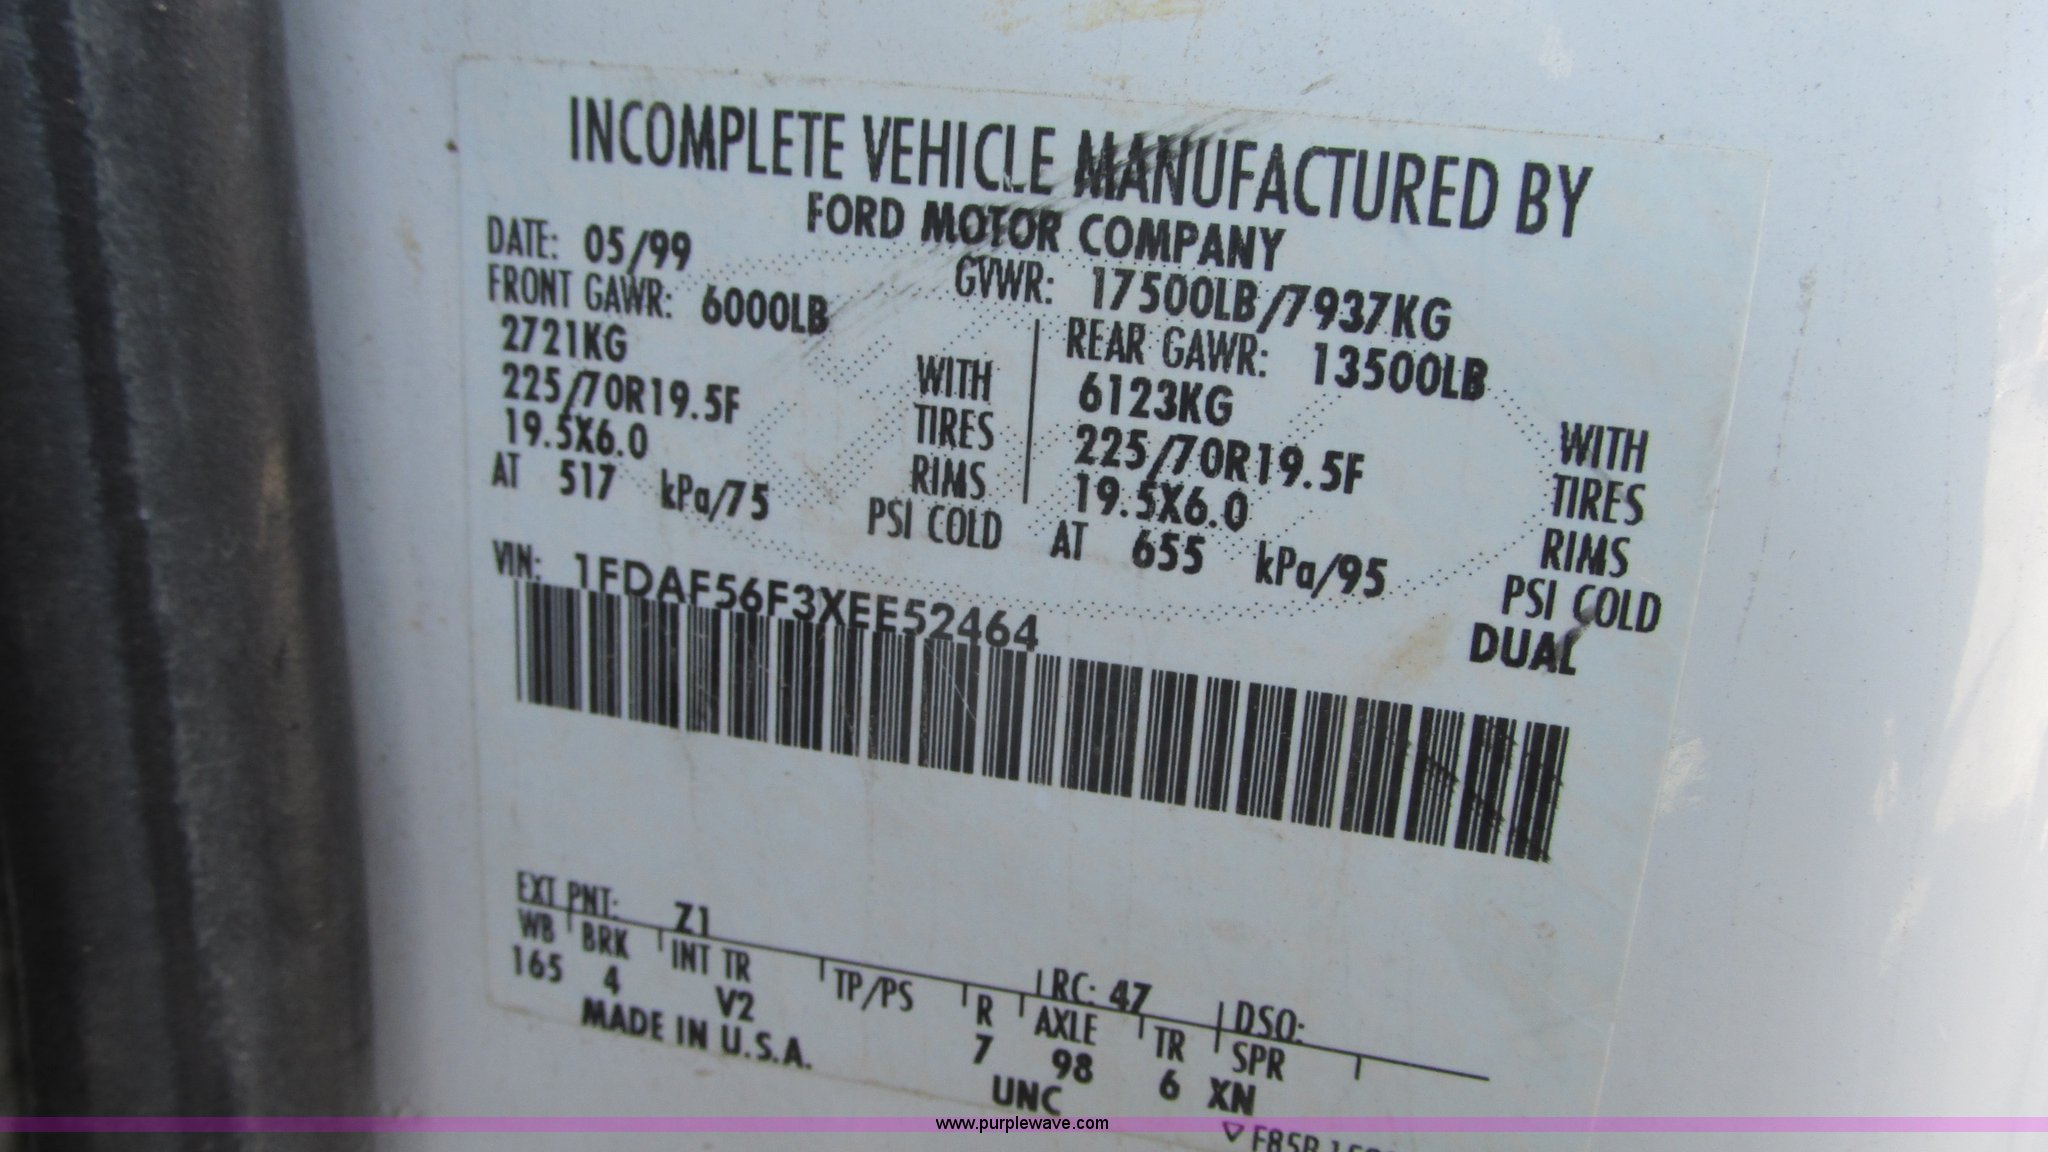 INCOMPLETE VEHICLE MANUFACTURED BY
FORD MOTOR COMPANY
DATE: 05/99 GVWR: 17500LB/7937KG
FRONT GAWR: 6000LB REAR GAWR: 13500LB
2721KG WITH 6123KG WITH
225/70R19.5F TIRES 225/70R19.5F TIRES
19.5X6.0 RIMS 19.5X6.0 RIMS
AT 517 kPa/75 PSI COLD AT 655 kPa/95 PSI COLD
DUAL
VIN: 1FDAF56F3XEE52464
EXT PNT: Z1 RC: 47 DSO:
WB BRK INT TR TP/PS R AXLE TR SPR
165 4 V2 7 98 6 XN
MADE IN U.S.A. UNC
www.purplewave.com